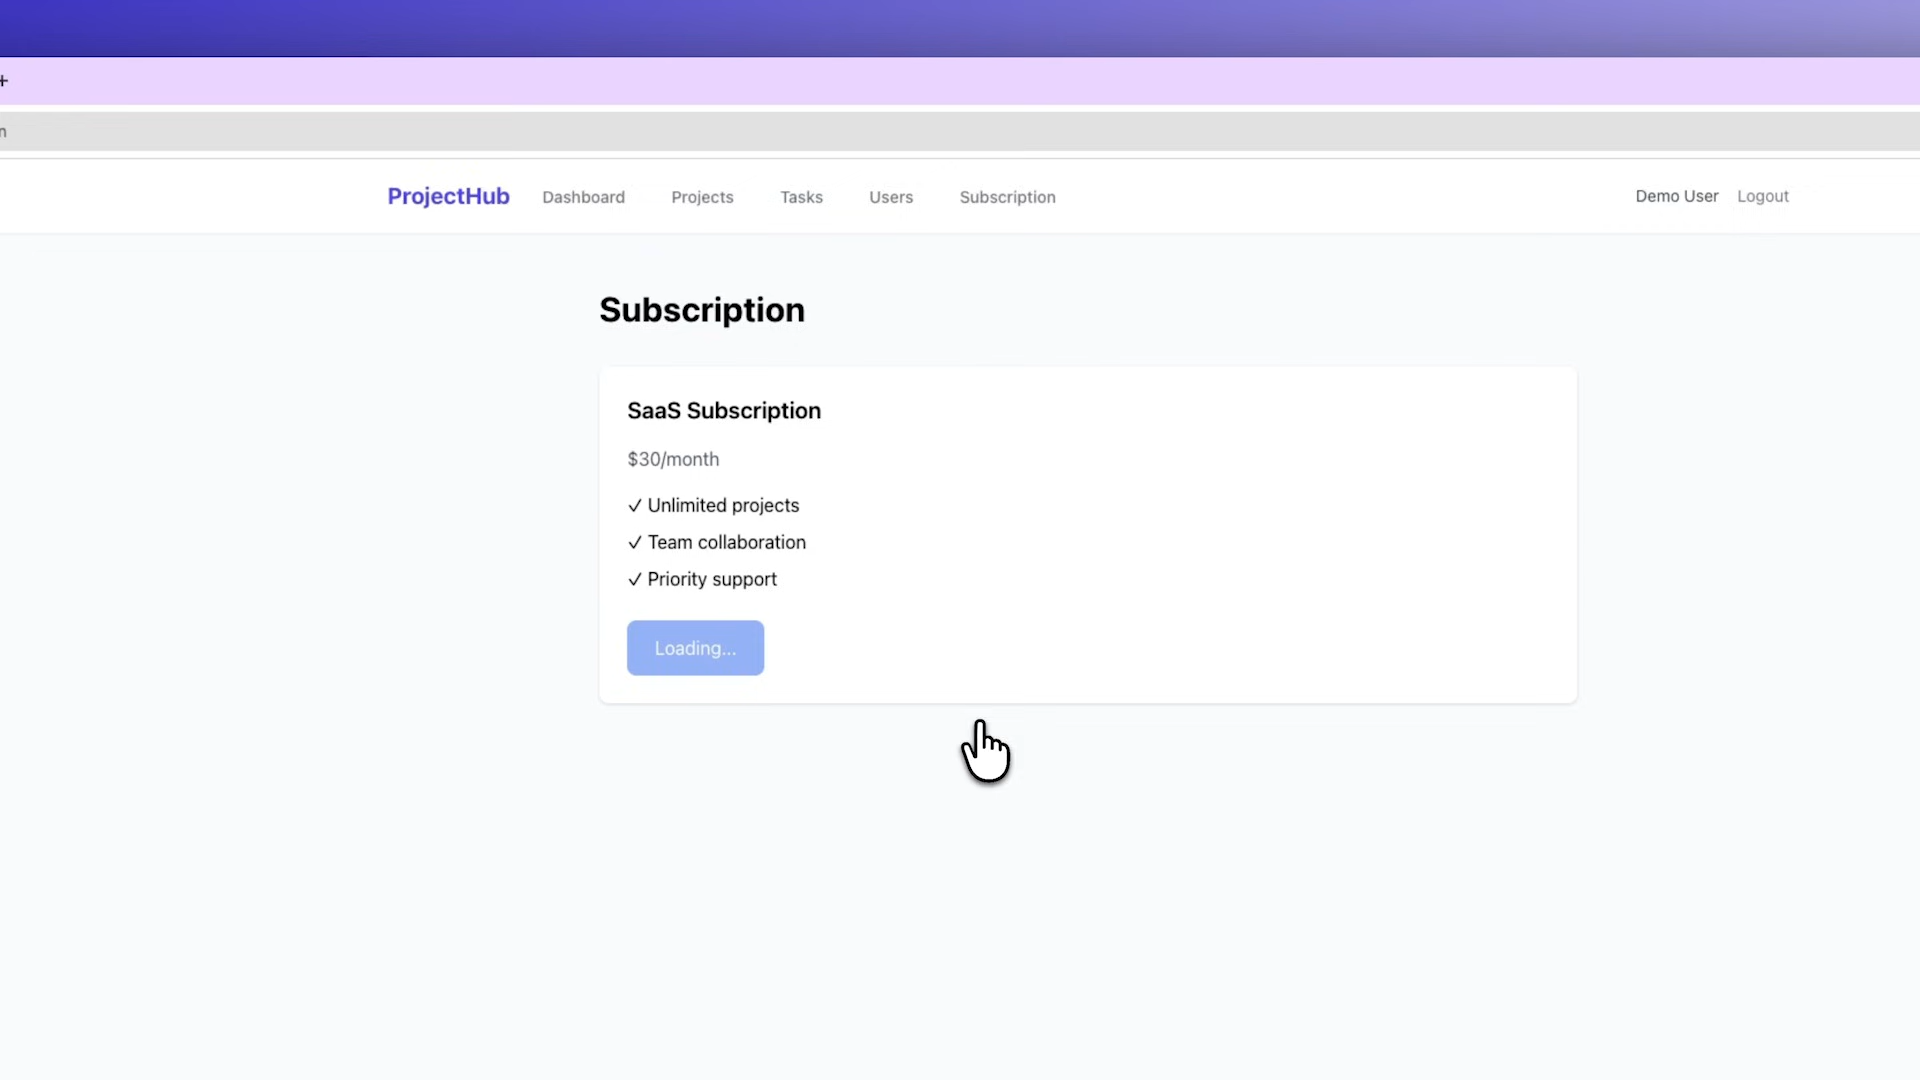 +
n
ProjectHub Dashboard Projects Tasks Users Subscription Demo User Logout
Subscription
SaaS Subscription
$30/month
✓ Unlimited projects
✓ Team collaboration
✓ Priority support
Loading...